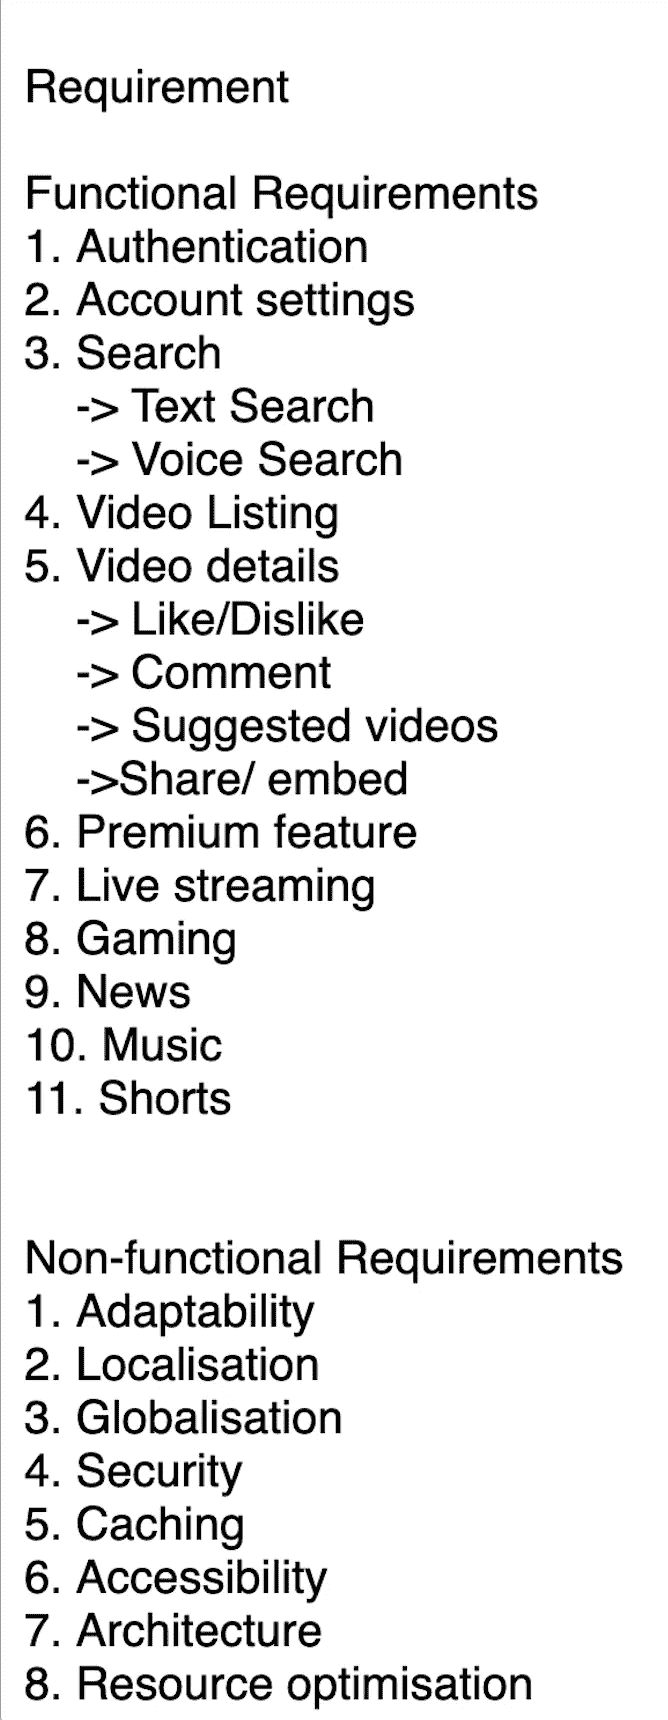 Requirement
Functional Requirements
1. Authentication
2. Account settings
3. Search
-> Text Search
-> Voice Search
4. Video Listing
5. Video details
-> Like/Dislike
-> Comment
-> Suggested videos
->Share/ embed
6. Premium feature
7. Live streaming
8. Gaming
9. News
10. Music
11. Shorts
Non-functional Requirements
1. Adaptability
2. Localisation
3. Globalisation
4. Security
5. Caching
6. Accessibility
7. Architecture
8. Resource optimisation